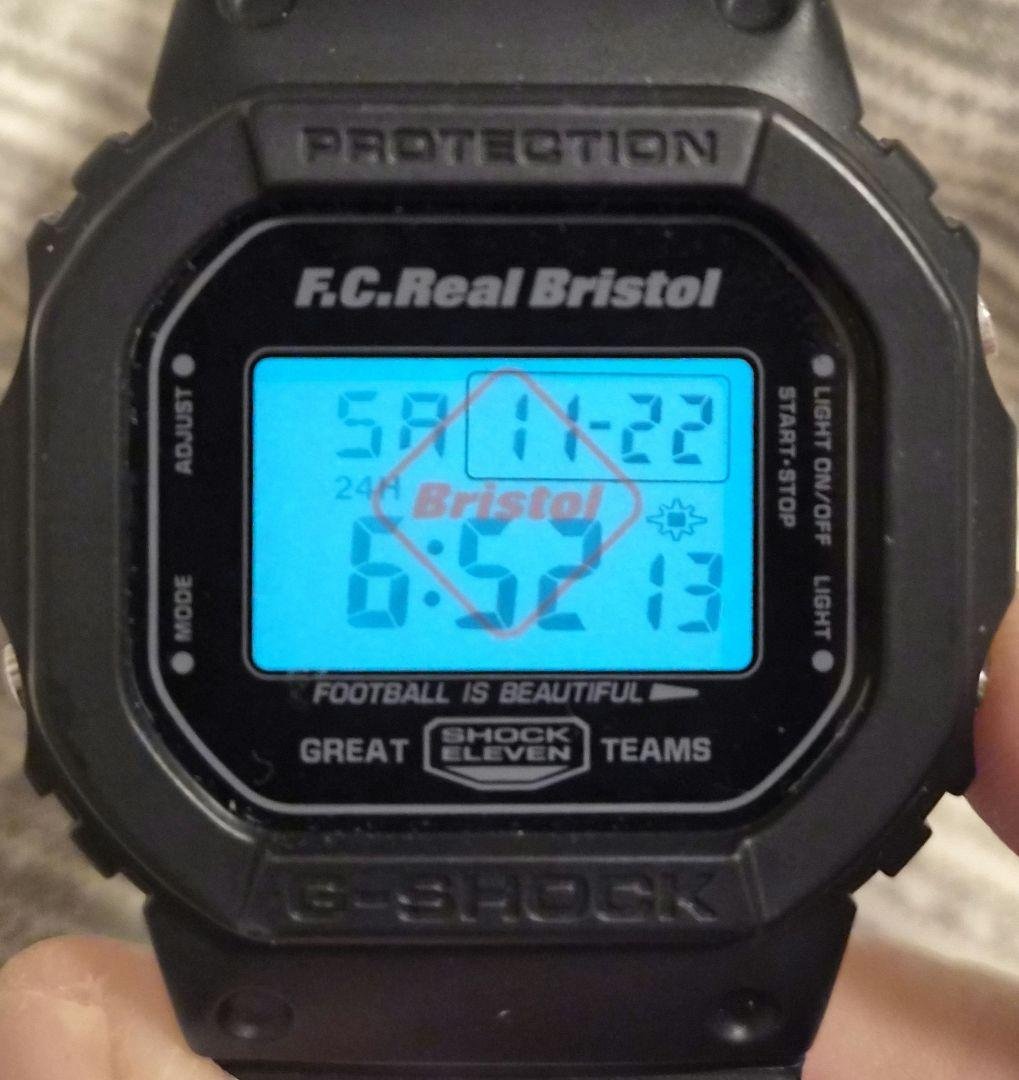 PROTECTION
F.C.Real Bristol
ADJUST
MODE
LIGHT ON/OFF
START•STOP
LIGHT
SA 11-22
24H
Bristol
6:52 13
FOOTBALL IS BEAUTIFUL
GREAT SHOCK ELEVEN TEAMS
G-SHOCK